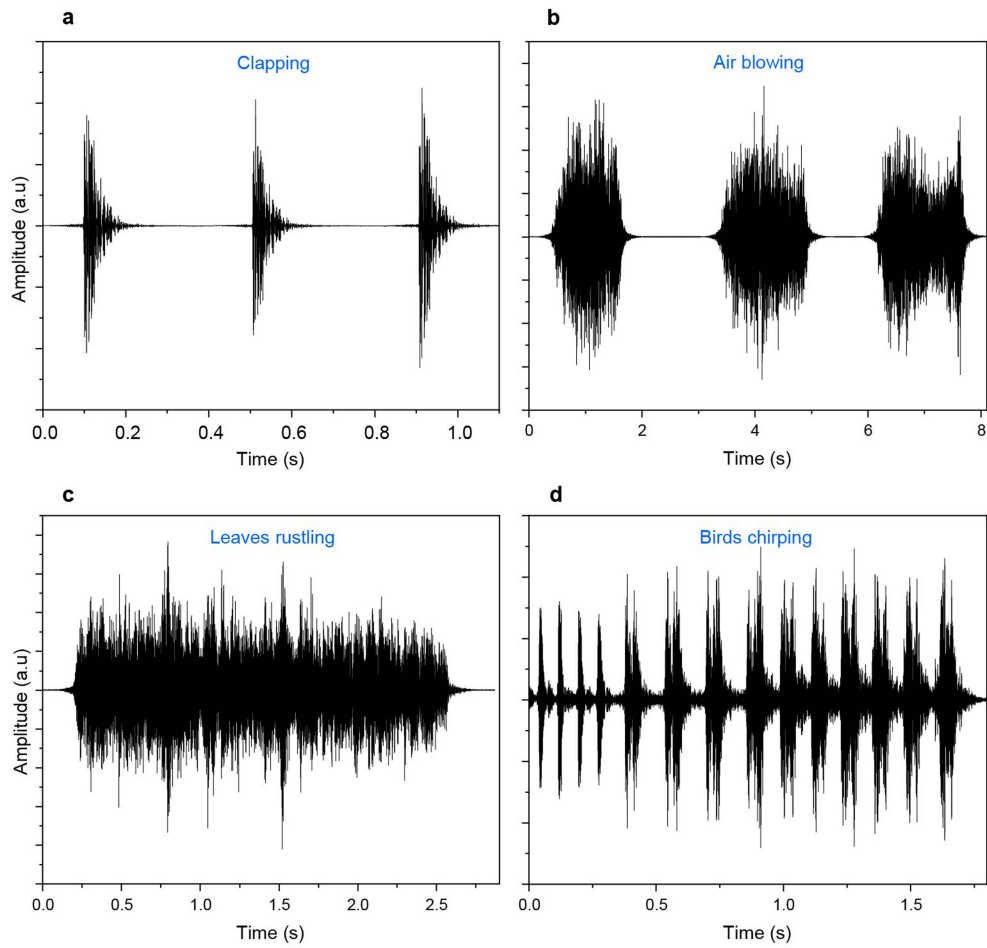 a
Clapping
Amplitude (a.u)
0.0 0.2 0.4 0.6 0.8 1.0
Time (s)
b
Air blowing
0 2 4 6 8
Time (s)
c
Leaves rustling
Amplitude (a.u)
0.0 0.5 1.0 1.5 2.0 2.5
Time (s)
d
Birds chirping
0.0 0.5 1.0 1.5
Time (s)